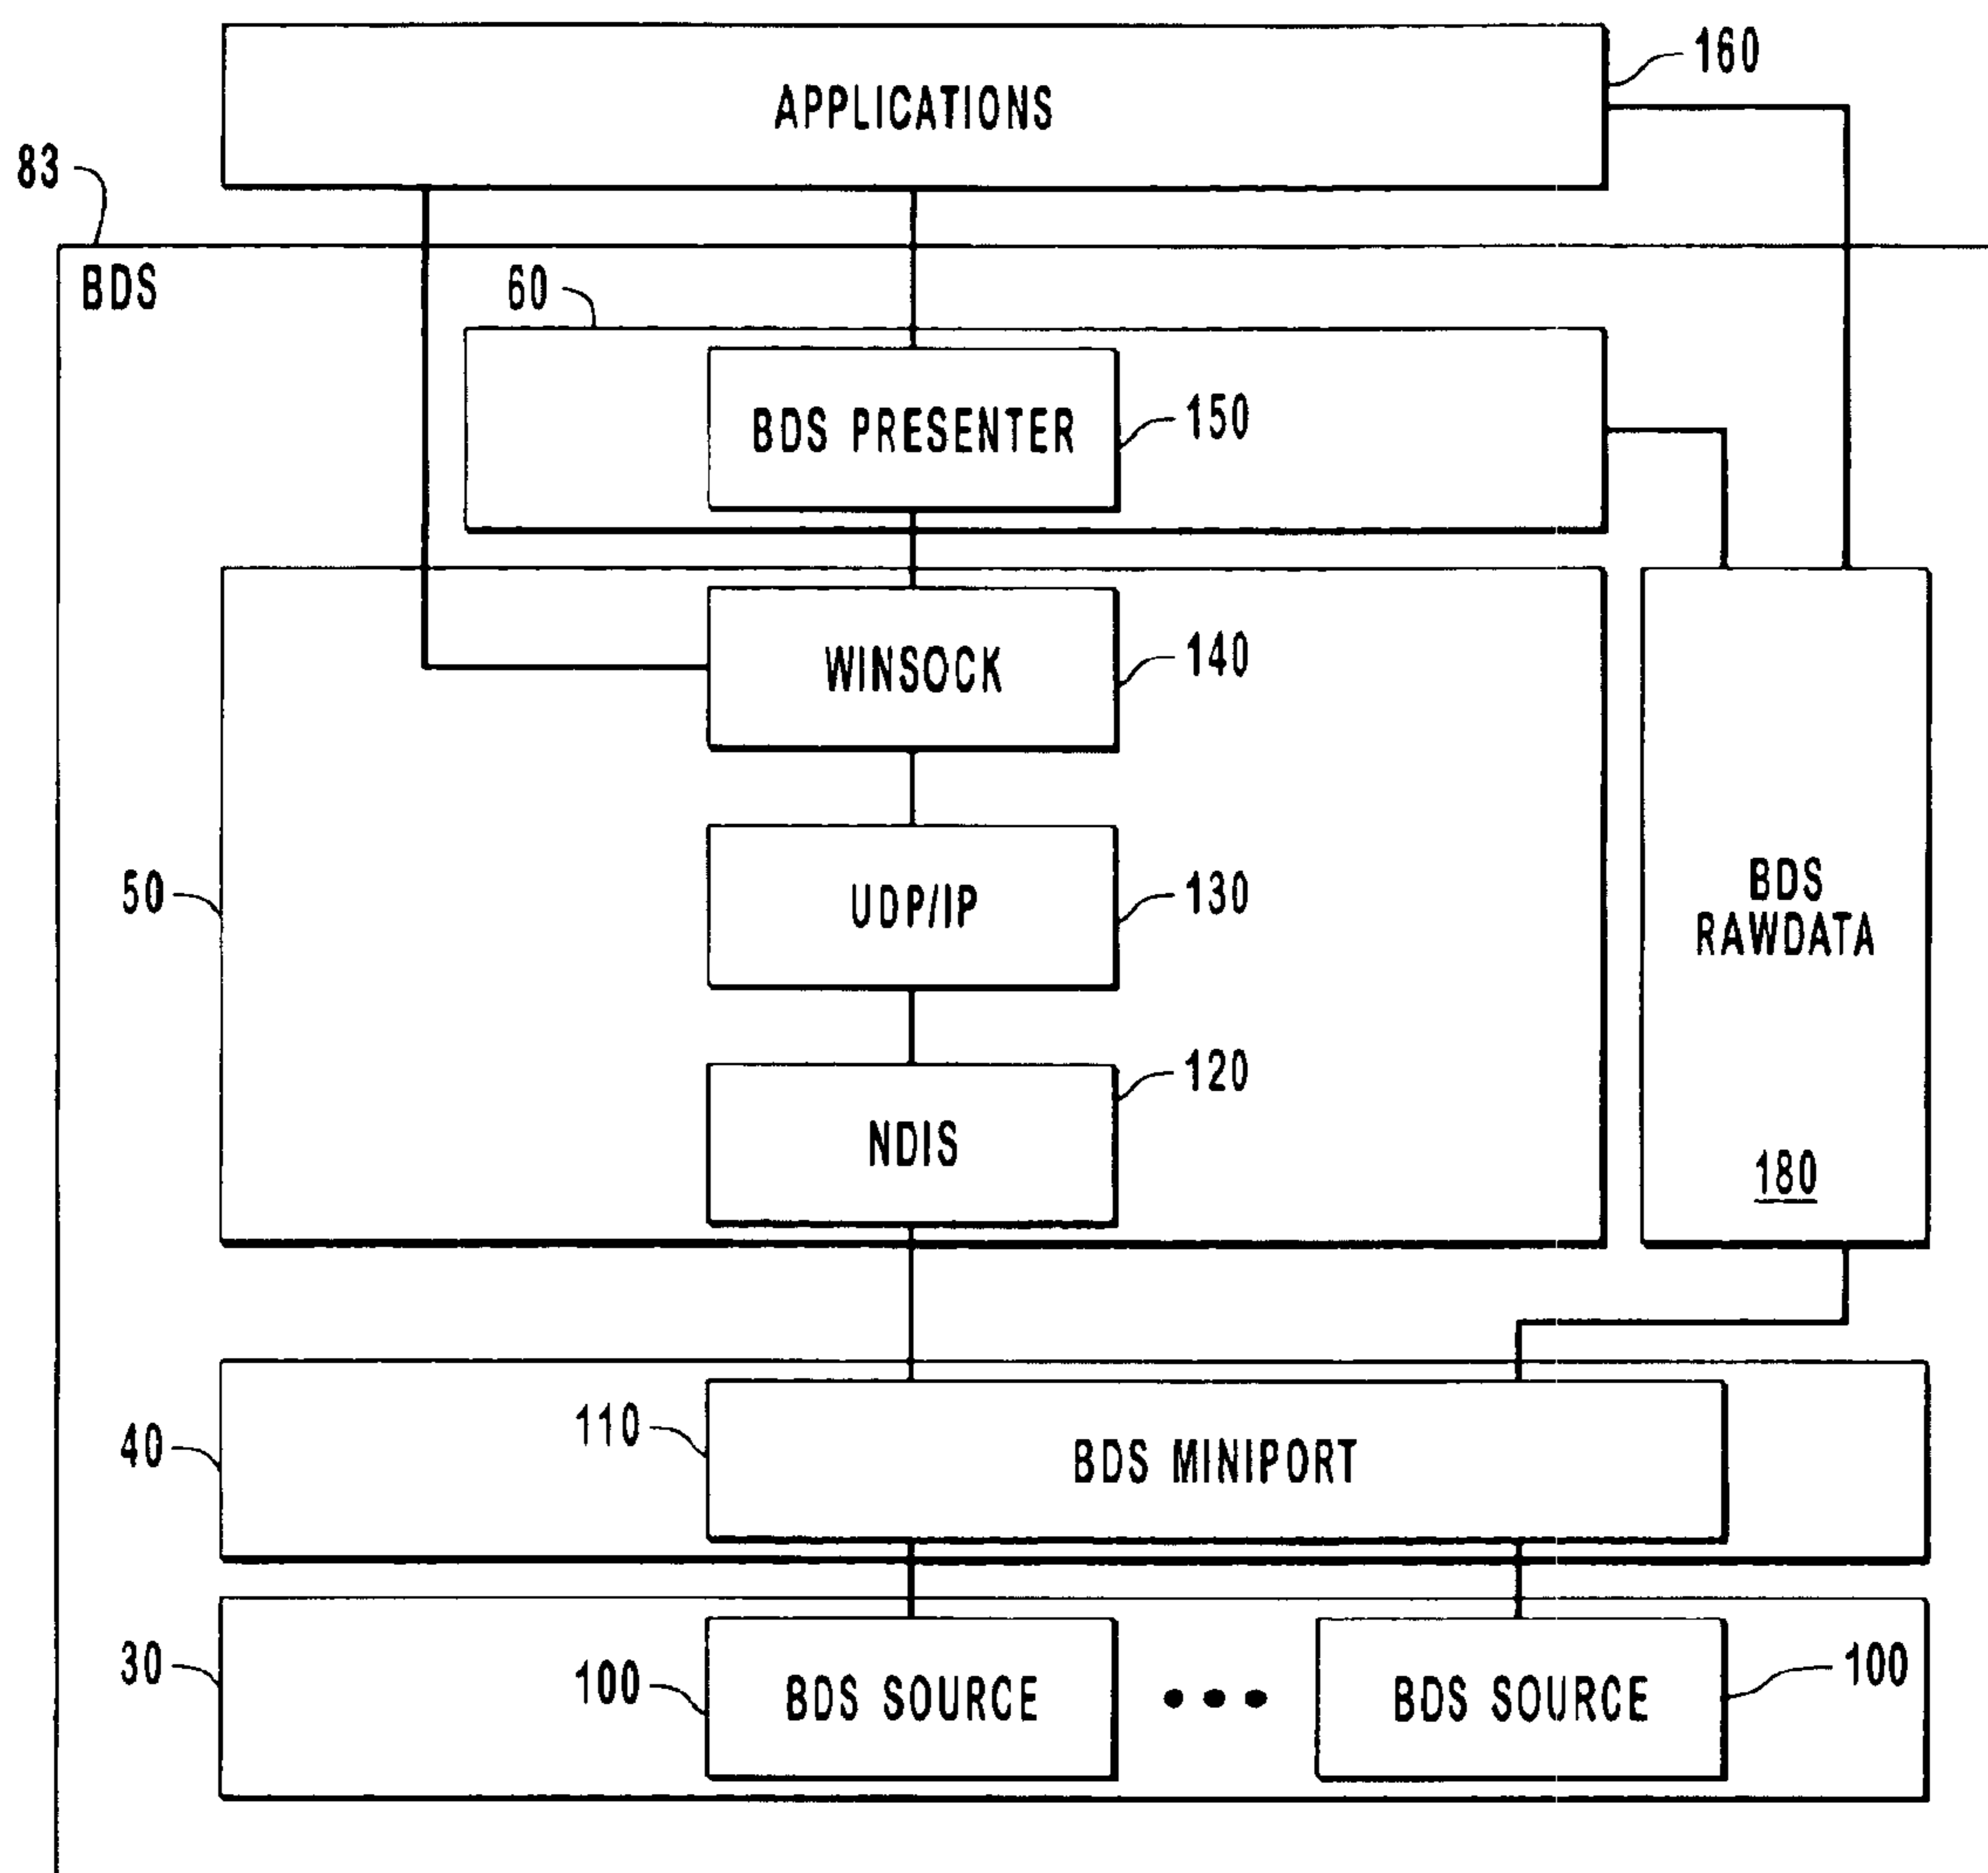 160
APPLICATIONS
83
BDS
60
BDS PRESENTER
150
WINSOCK
140
50
UDP/IP
130
BDS
RAWDATA
180
NDIS
120
40
110
BDS MINIPORT
30
100
BDS SOURCE
BDS SOURCE
100